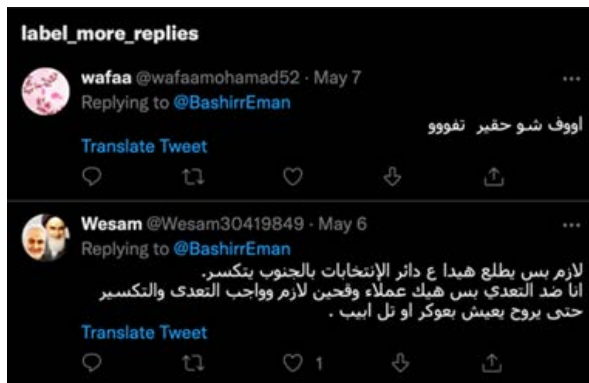 label_more_replies
wafaa @wafaamohamad52 · May 7
Replying to @BashirrEman
اووف شو حقير تفووو
Translate Tweet
Wesam @Wesam30419849 · May 6
Replying to @BashirrEman
لازم بس يطلع هيدا ع دائر الإنتخابات بالجنوب يتكسر.
انا ضد التعدي بس هيك عملاء وقحين لازم وواجب التعدى والتكسير
حتى يروح يعيش بعوكر او تل ابيب .
Translate Tweet
1